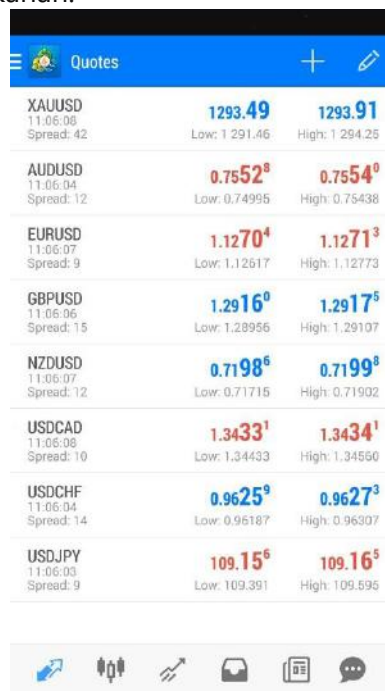 Quotes
XAUUSD
11:06:08
Spread: 42
1293.49
1293.91
Low: 1 291.46
High: 1 294.25
AUDUSD
11:06:04
Spread: 12
0.75528
0.75540
Low: 0.74995
High: 0.75438
EURUSD
11:06:07
Spread: 9
1.12704
1.12713
Low: 1.12617
High: 1.12773
GBPUSD
11:06:06
Spread: 15
1.29160
1.29175
Low: 1.28956
High: 1.29107
NZDUSD
11:06:07
Spread: 12
0.71986
0.71998
Low: 0.71715
High: 0.71902
USDCAD
11:06:08
Spread: 10
1.34331
1.34341
Low: 1.34433
High: 1.34560
USDCHF
11:06:04
Spread: 14
0.96259
0.96273
Low: 0.96187
High: 0.96307
USDJPY
11:06:03
Spread: 9
109.156
109.165
Low: 109.391
High: 109.595